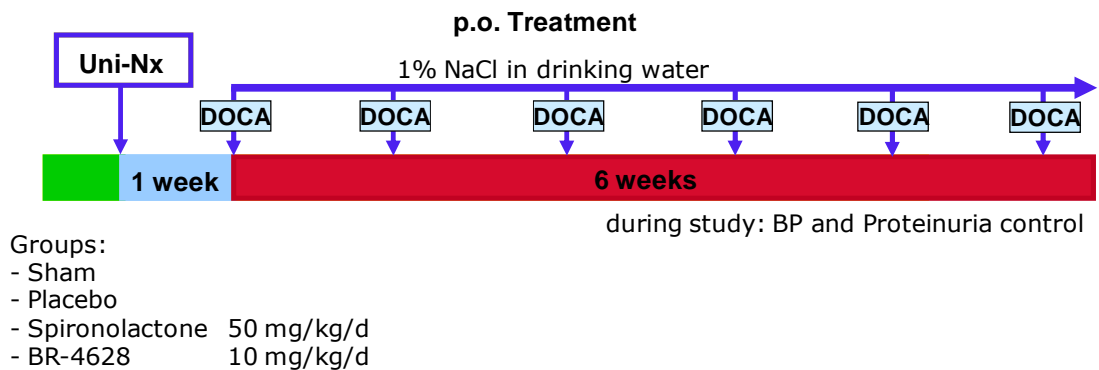 p.o. Treatment
Uni-Nx
1% NaCl in drinking water
DOCA DOCA DOCA DOCA DOCA DOCA
1 week 6 weeks
during study: BP and Proteinuria control
Groups:
- Sham
- Placebo
- Spironolactone 50 mg/kg/d
- BR-4628 10 mg/kg/d